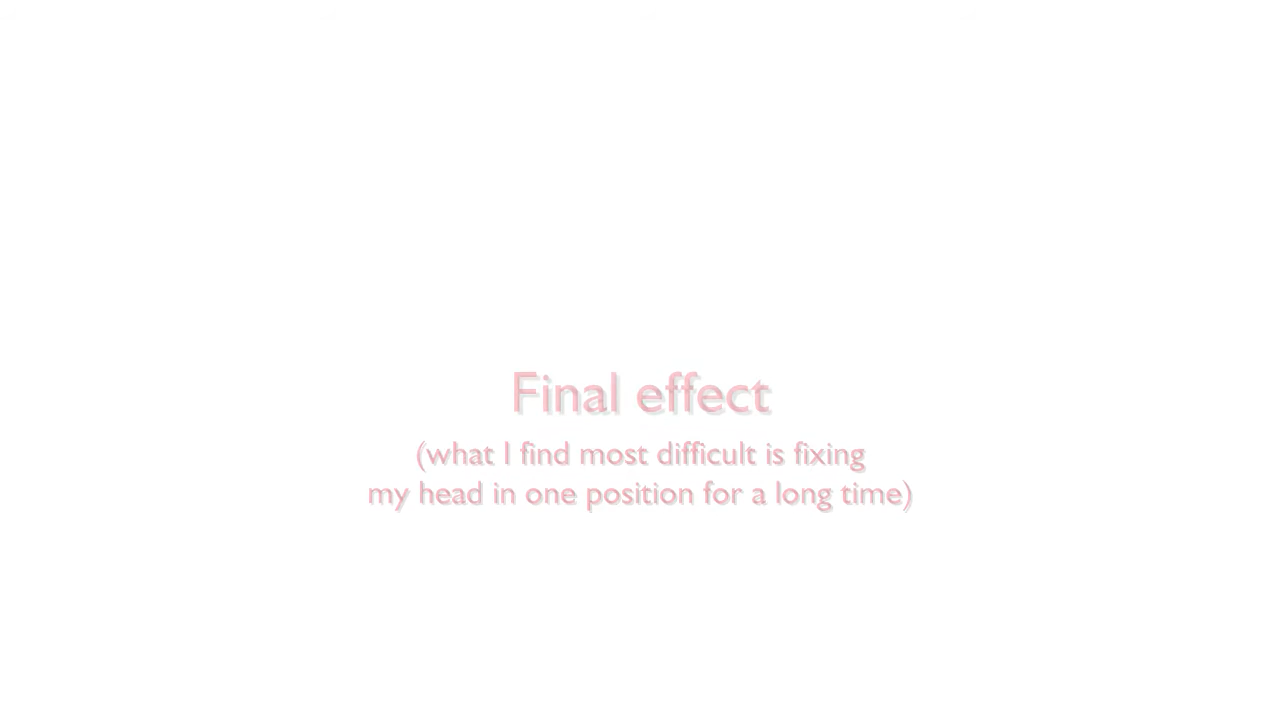 Final effect
(what I find most difficult is fixing
my head in one position for a long time)